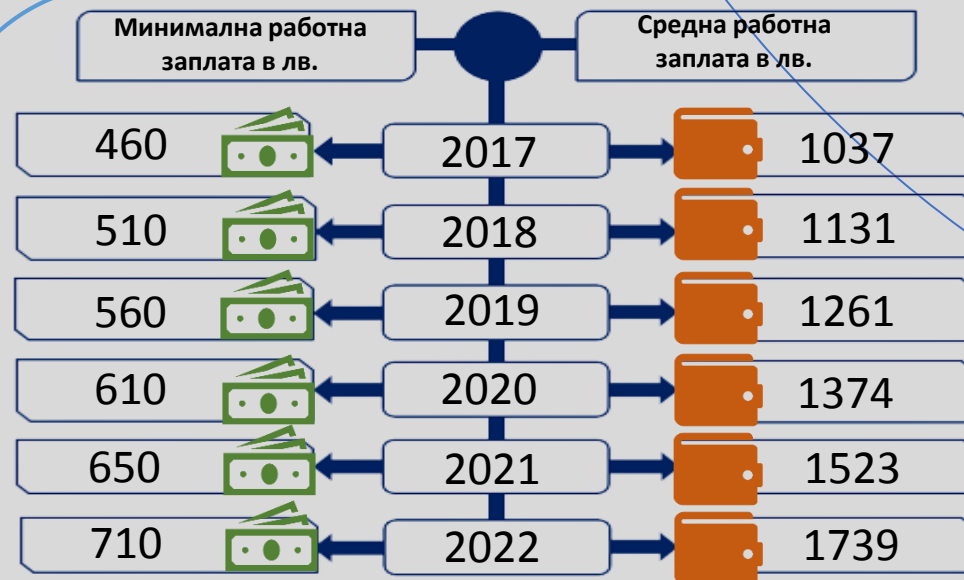 Минимална работна
заплата в лв.
Средна работна
заплата в лв.
460 2017 1037
510 2018 1131
560 2019 1261
610 2020 1374
650 2021 1523
710 2022 1739